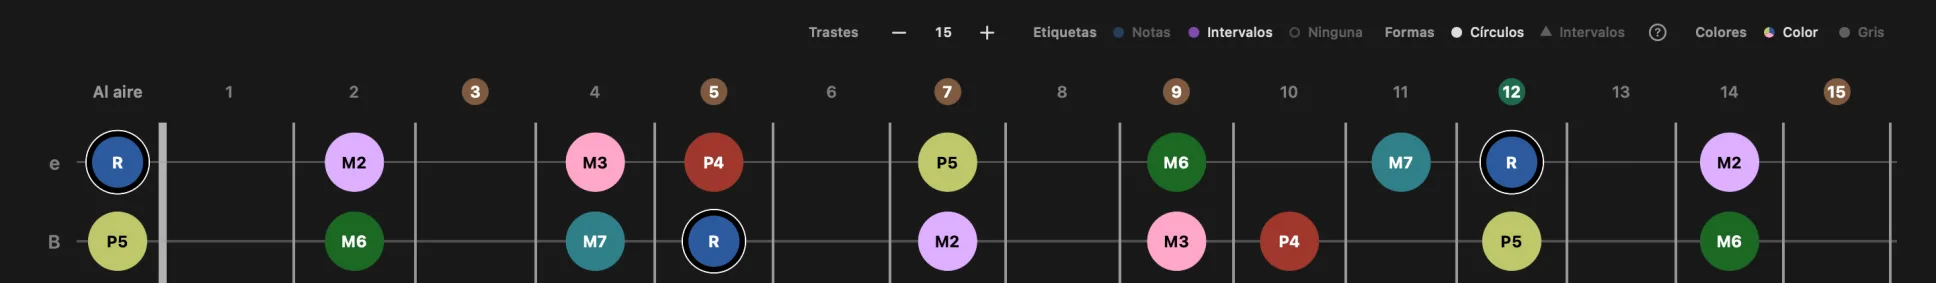 Trastes − 15 + Etiquetas Notas Intervalos Ninguna Formas Círculos Intervalos ? Colores Color Gris
Al aire 1 2 3 4 5 6 7 8 9 10 11 12 13 14 15
e R M2 M3 P4 P5 M6 M7 R M2
B P5 M6 M7 R M2 M3 P4 P5 M6